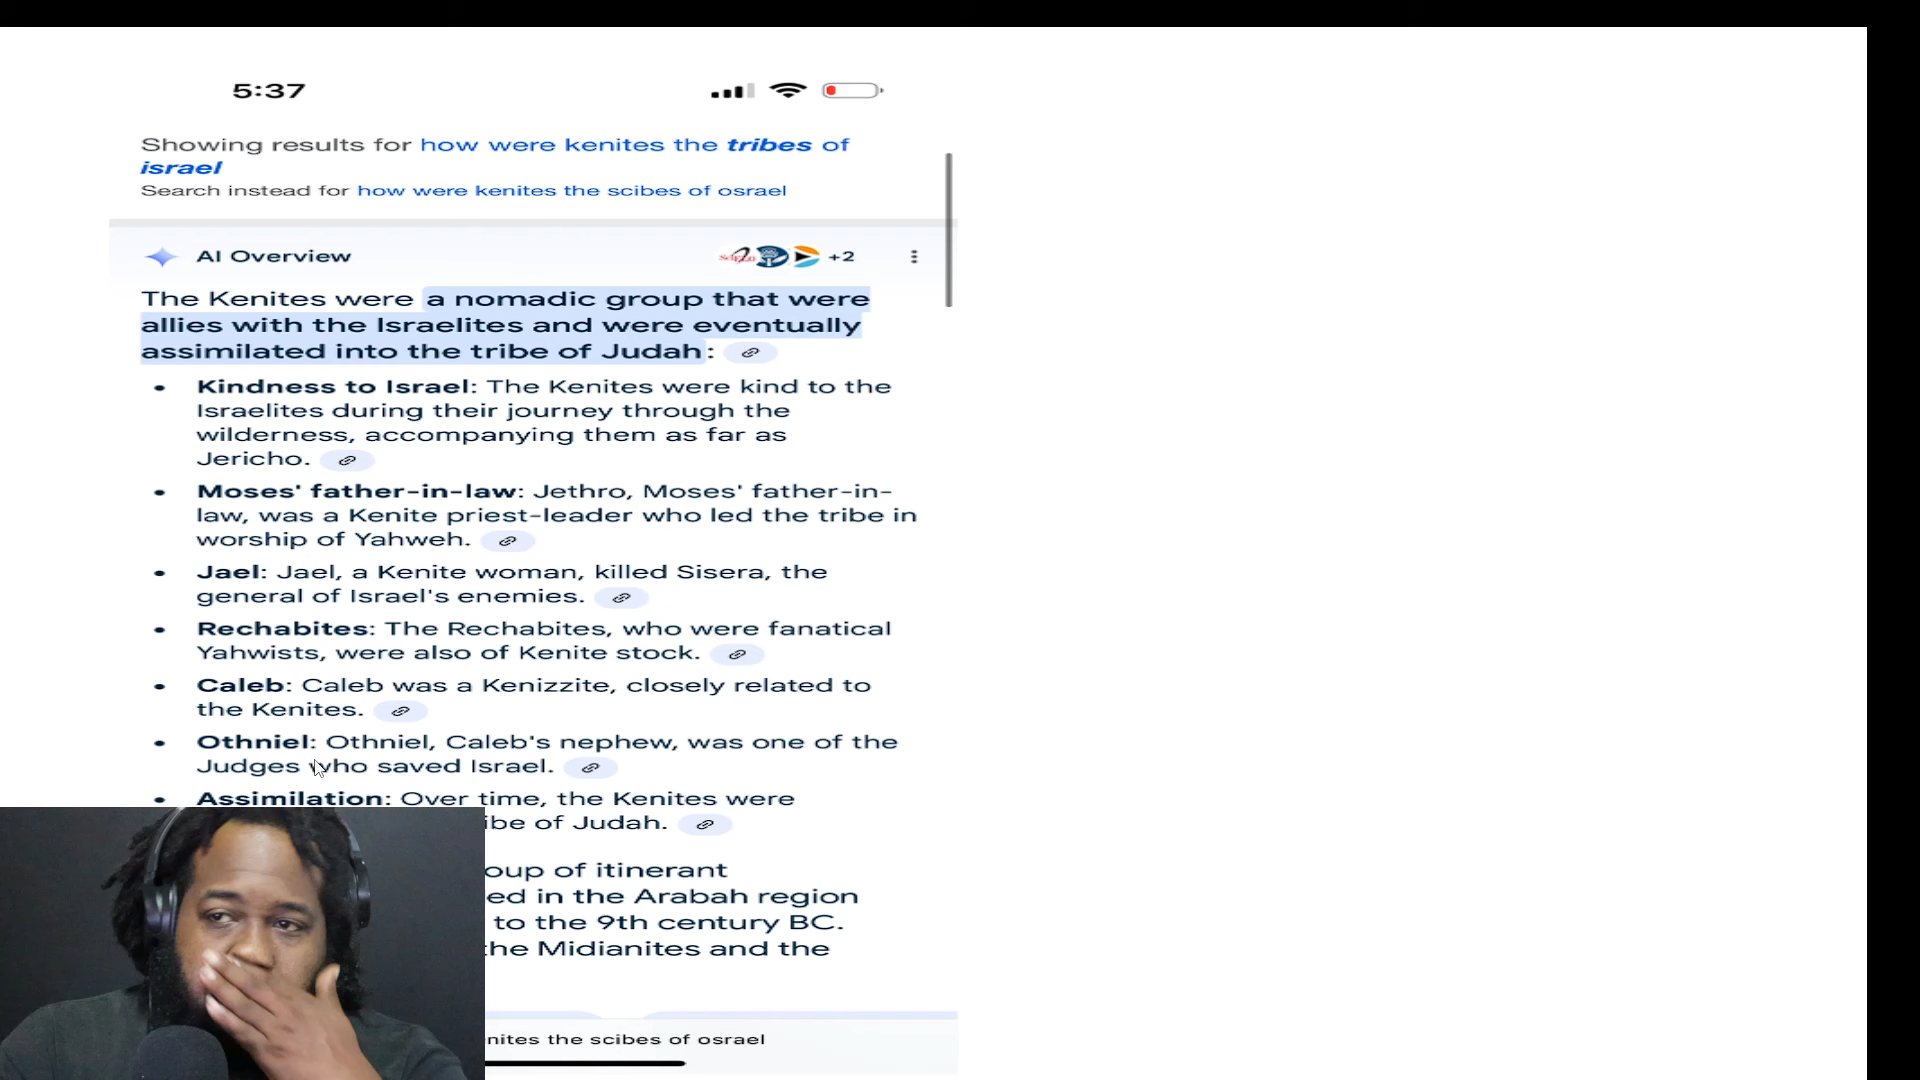 5:37
Showing results for how were kenites the tribes of
israel
Search instead for how were kenites the scibes of osrael
AI Overview
+2
The Kenites were a nomadic group that were
allies with the Israelites and were eventually
assimilated into the tribe of Judah:
• Kindness to Israel: The Kenites were kind to the
Israelites during their journey through the
wilderness, accompanying them as far as
Jericho.
• Moses' father-in-law: Jethro, Moses' father-in-
law, was a Kenite priest-leader who led the tribe in
worship of Yahweh.
• Jael: Jael, a Kenite woman, killed Sisera, the
general of Israel's enemies.
• Rechabites: The Rechabites, who were fanatical
Yahwists, were also of Kenite stock.
• Caleb: Caleb was a Kenizzite, closely related to
the Kenites.
• Othniel: Othniel, Caleb's nephew, was one of the
Judges who saved Israel.
• Assimilation: Over time, the Kenites were
ibe of Judah.
oup of itinerant
ed in the Arabah region
to the 9th century BC.
the Midianites and the
nites the scibes of osrael